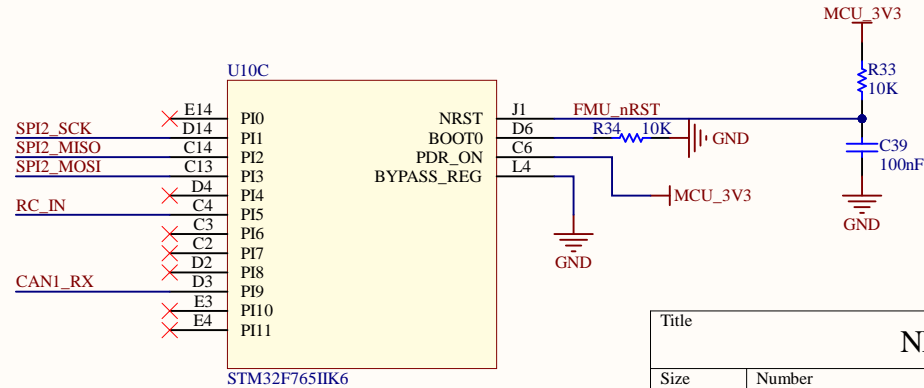 MCU_3V3
R33
10K
U10C
E14 PI0 NRST J1 FMU_nRST
SPI2_SCK D14 PI1 BOOT0 D6 R34 10K GND
SPI2_MISO C14 PI2 PDR_ON C6
SPI2_MOSI C13 PI3 BYPASS_REG L4
C39
100nF
D4 PI4 MCU_3V3
RC_IN C4 PI5
C3 PI6 GND
C2 PI7 GND
D2 PI8
CAN1_RX D3 PI9
E3 PI10
E4 PI11
STM32F765IIK6
Title
Size Number